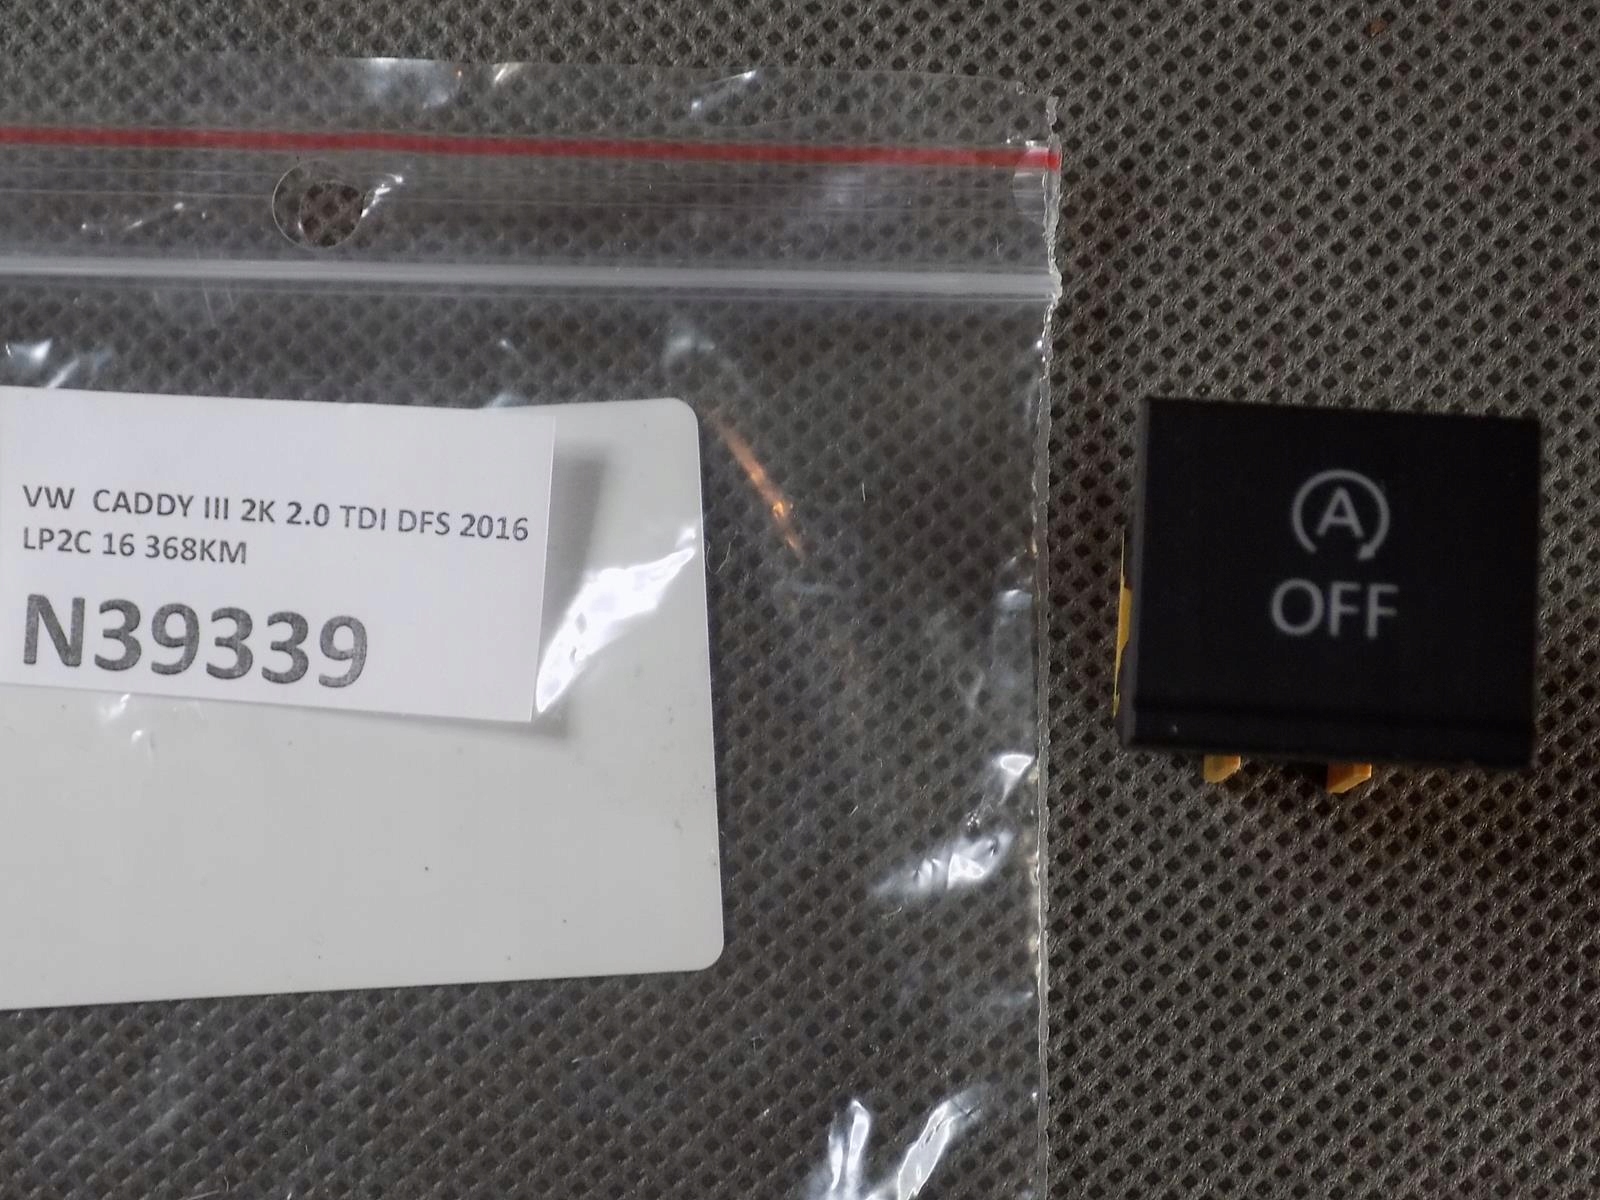 VW CADDY III 2K 2.0 TDI DFS 2016
LP2C 16 368KM
N39339
A
OFF